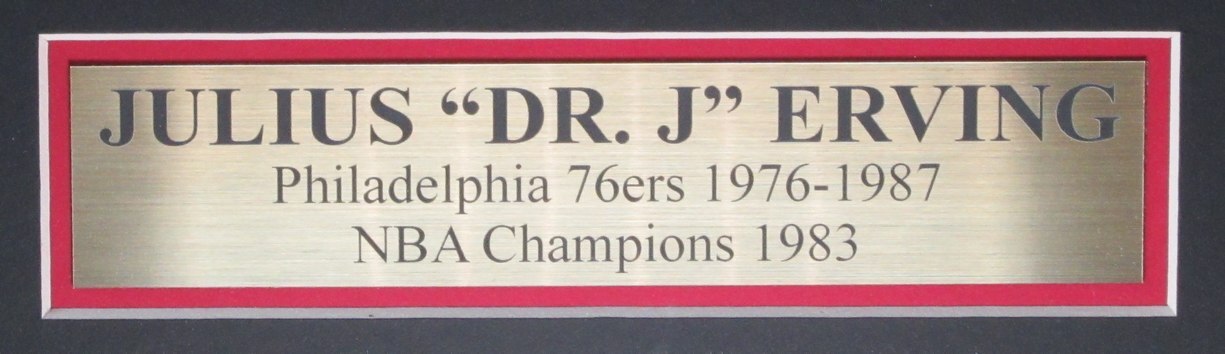 JULIUS “DR. J” ERVING
Philadelphia 76ers 1976-1987
NBA Champions 1983